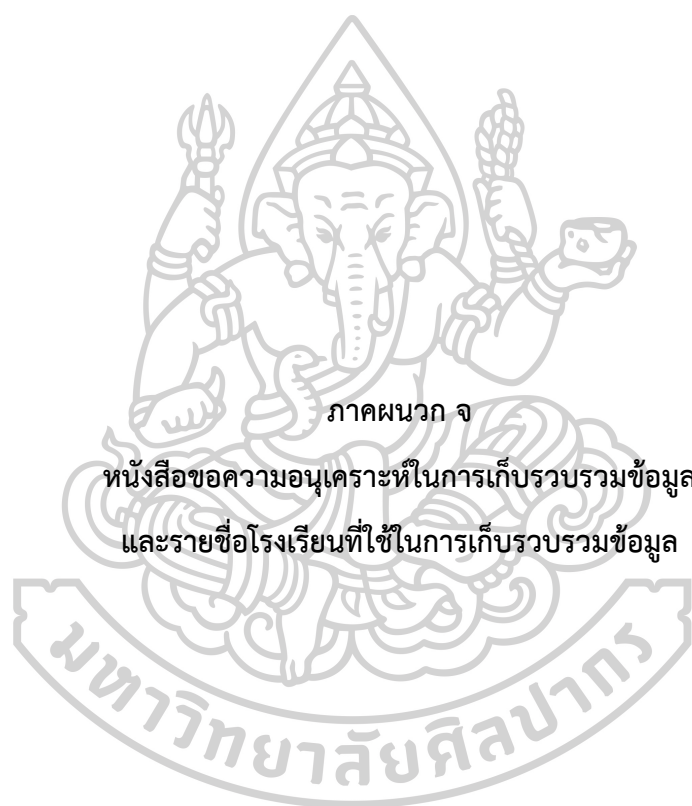 ภาคผนวก จ
หนังสือขอความอนุเคราะห์ในการเก็บรวบรวมข้อมูล
และรายชื่อโรงเรียนที่ใช้ในการเก็บรวบรวมข้อมูล
มหาวิทยาลัยศิลปากร